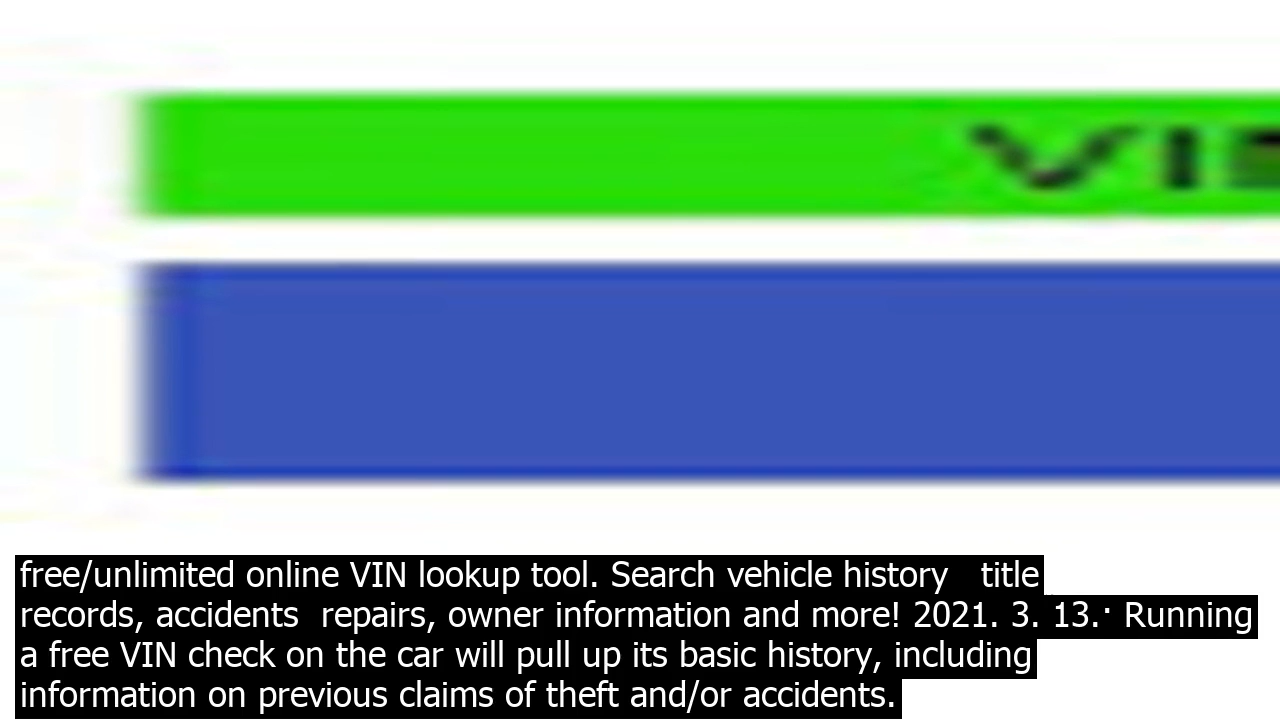 free/unlimited online VIN lookup tool. Search vehicle history   title
records, accidents  repairs, owner information and more! 2021. 3. 13.· Running
a free VIN check on the car will pull up its basic history, including
information on previous claims of theft and/or accidents.